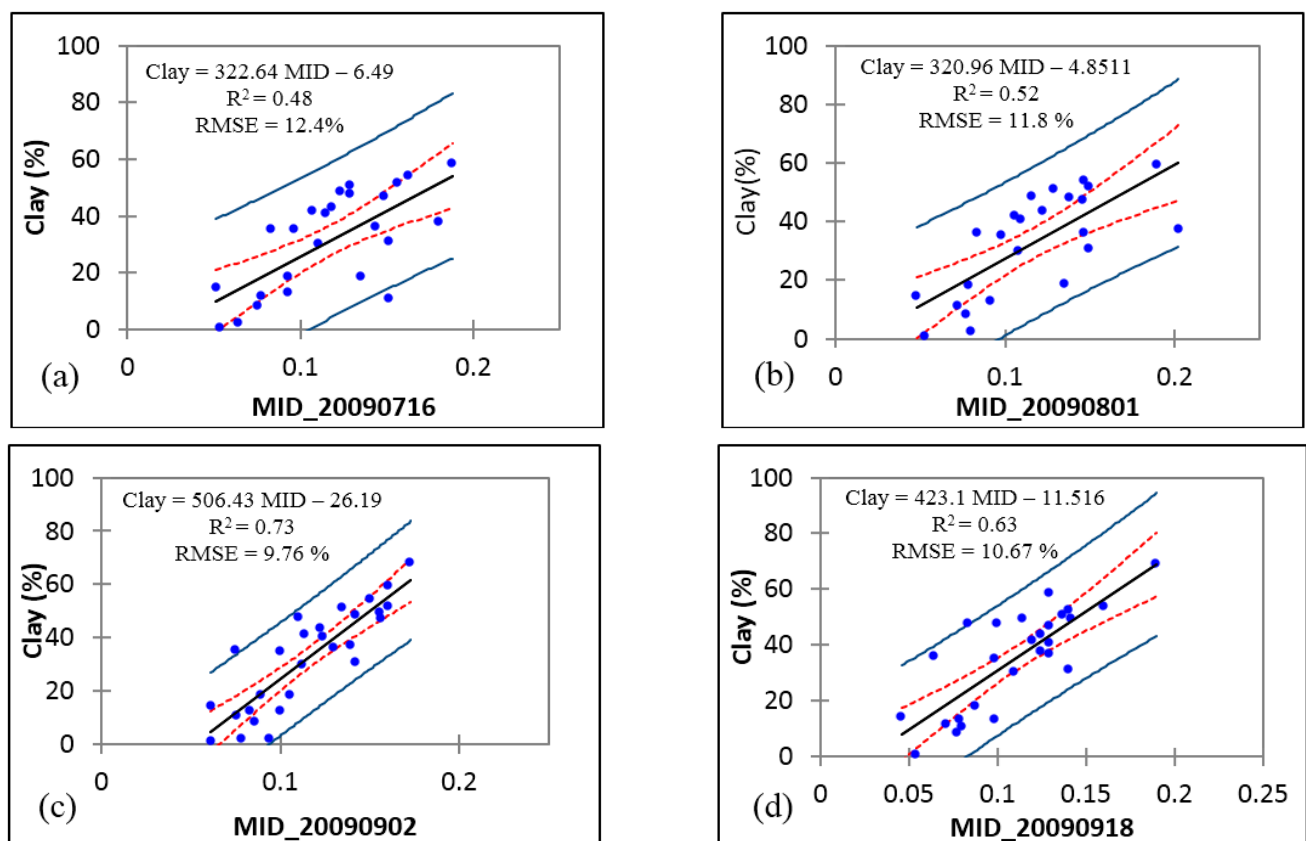 100
80
60
40
20
0
Clay (%)
Clay = 322.64 MID – 6.49
R² = 0.48
RMSE = 12.4%
0 0.1 0.2
(a)
MID_20090716
100
80
60
40
20
0
Clay(%)
Clay = 320.96 MID – 4.8511
R² = 0.52
RMSE = 11.8 %
0 0.1 0.2
(b)
MID_20090801
100
80
60
40
20
0
Clay (%)
Clay = 506.43 MID – 26.19
R² = 0.73
RMSE = 9.76 %
0 0.1 0.2
(c)
MID_20090902
100
80
60
40
20
0
Clay (%)
Clay = 423.1 MID – 11.516
R² = 0.63
RMSE = 10.67 %
0 0.05 0.1 0.15 0.2 0.25
(d)
MID_20090918